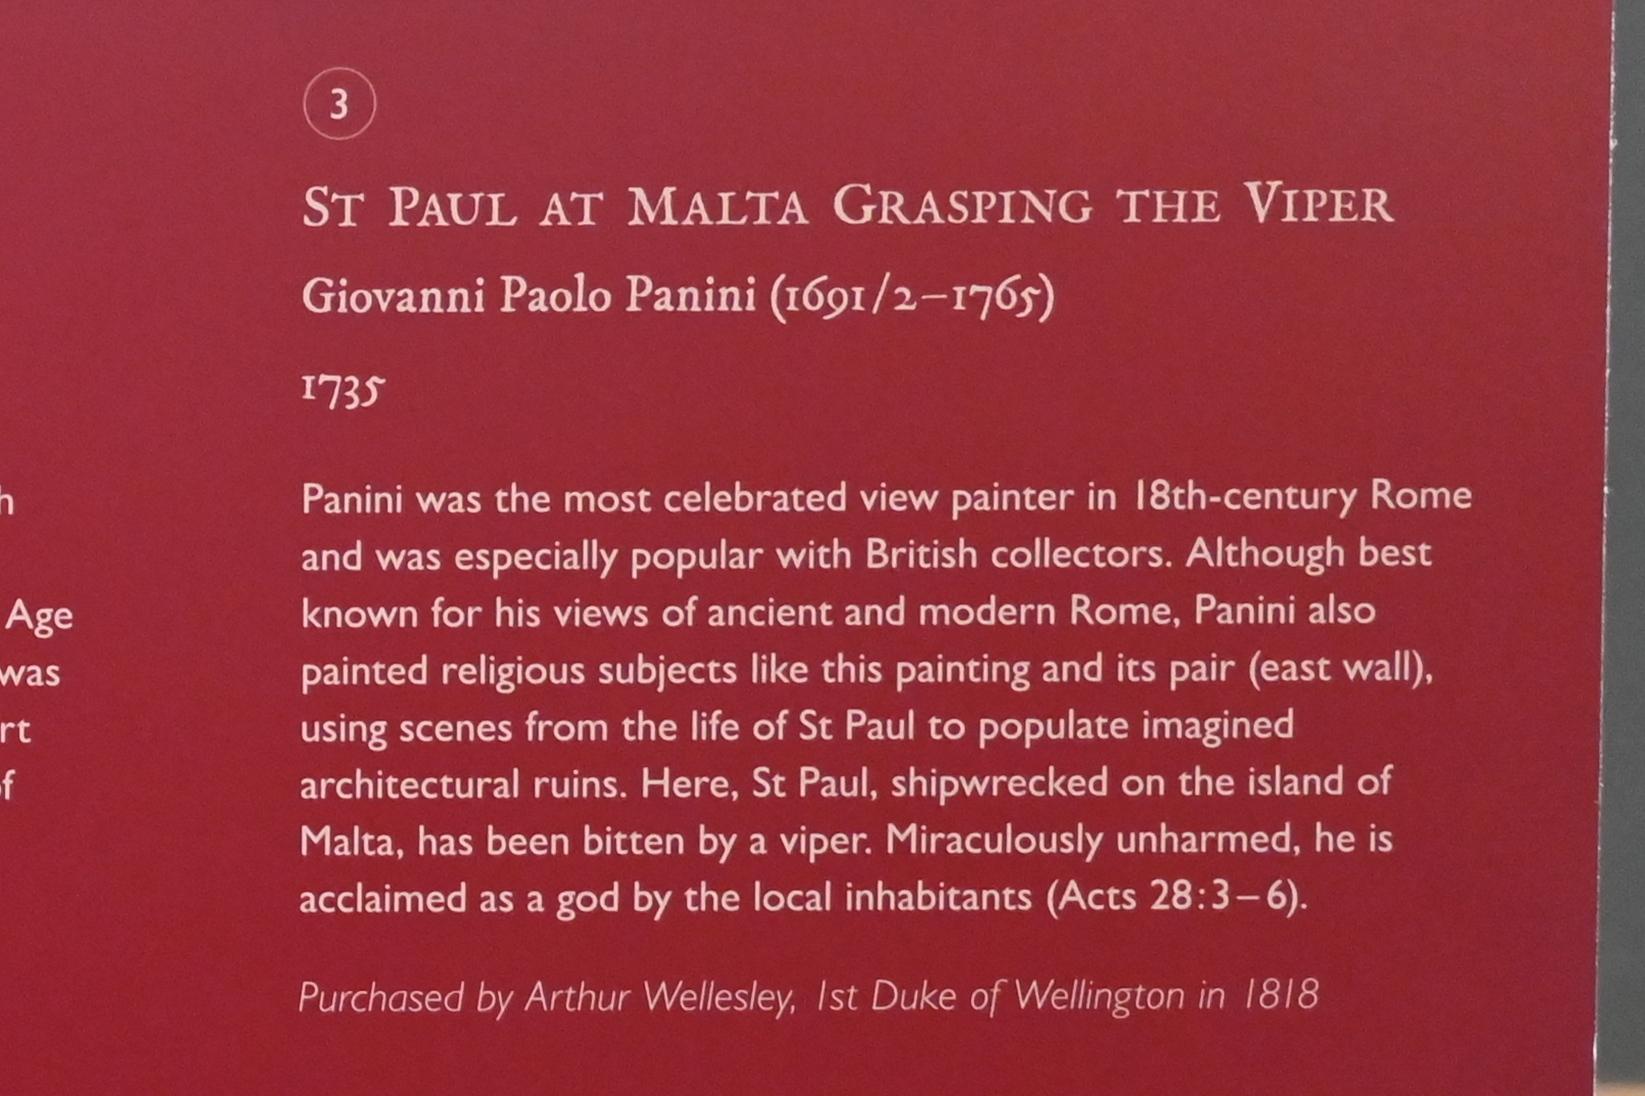 3
St Paul at Malta Grasping the Viper
Giovanni Paolo Panini (1691/2–1765)
1735
Panini was the most celebrated view painter in 18th-century Rome
and was especially popular with British collectors. Although best
known for his views of ancient and modern Rome, Panini also
painted religious subjects like this painting and its pair (east wall),
using scenes from the life of St Paul to populate imagined
architectural ruins. Here, St Paul, shipwrecked on the island of
Malta, has been bitten by a viper. Miraculously unharmed, he is
acclaimed as a god by the local inhabitants (Acts 28:3–6).
Purchased by Arthur Wellesley, 1st Duke of Wellington in 1818
Age
was